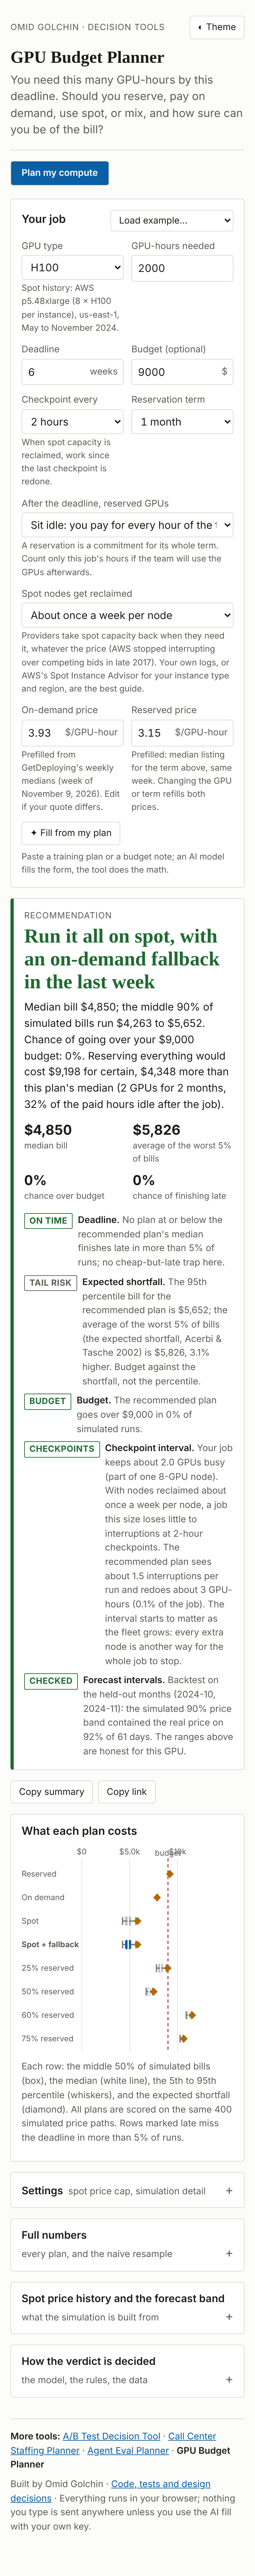 OMID GOLCHIN · DECISION TOOLS
Theme
GPU Budget Planner
You need this many GPU-hours by this
deadline. Should you reserve, pay on
demand, use spot, or mix, and how sure can
you be of the bill?
Plan my compute
Your job
Load example...
GPU type
GPU-hours needed
H100
2000
Spot history: AWS
p5.48xlarge (8 × H100
per instance), us-east-1,
May to November 2024.
Deadline
Budget (optional)
6 weeks
9000 $
Checkpoint every
Reservation term
2 hours
1 month
When spot capacity is
reclaimed, work since
the last checkpoint is
redone.
After the deadline, reserved GPUs
Sit idle: you pay for every hour of the
A reservation is a commitment for its whole term.
Count only this job's hours if the team will use the
GPUs afterwards.
Spot nodes get reclaimed
About once a week per node
Providers take spot capacity back when they need
it, whatever the price (AWS stopped interrupting
over competing bids in late 2017). Your own logs, or
AWS's Spot Instance Advisor for your instance type
and region, are the best guide.
On-demand price
Reserved price
3.93 $/GPU-hour
3.15 $/GPU-hour
Prefilled from
GetDeploying's weekly
medians (week of
November 9, 2026). Edit
if your quote differs.
Prefilled: median listing
for the term above, same
week. Changing the GPU
or term refills both
prices.
✦ Fill from my plan
Paste a training plan or a budget note; an AI model
fills the form, the tool does the math.
RECOMMENDATION
Run it all on spot, with
an on-demand fallback
in the last week
Median bill $4,850; the middle 90% of
simulated bills run $4,263 to $5,652.
Chance of going over your $9,000
budget: 0%. Reserving everything would
cost $9,198 for certain, $4,348 more than
this plan's median (2 GPUs for 2 months,
32% of the paid hours idle after the job).
$4,850
median bill
$5,826
average of the worst 5%
of bills
0%
chance over budget
0%
chance of finishing late
ON TIME
Deadline. No plan at or below the
recommended plan's median
finishes late in more than 5% of
runs; no cheap-but-late trap here.
TAIL RISK
Expected shortfall. The 95th
percentile bill for the
recommended plan is $5,652; the
average of the worst 5% of bills
(the expected shortfall, Acerbi &
Tasche 2002) is $5,826, 3.1%
higher. Budget against the
shortfall, not the percentile.
BUDGET
Budget. The recommended plan
goes over $9,000 in 0% of
simulated runs.
CHECKPOINTS
Checkpoint interval. Your job
keeps about 2.0 GPUs busy
(part of one 8-GPU node).
With nodes reclaimed about
once a week per node, a job
this size loses little to
interruptions at 2-hour
checkpoints. The
recommended plan sees
about 1.5 interruptions per
run and redoes about 3 GPU-
hours (0.1% of the job). The
interval starts to matter as
the fleet grows: every extra
node is another way for the
whole job to stop.
CHECKED
Forecast intervals. Backtest on
the held-out months (2024-10,
2024-11): the simulated 90% price
band contained the real price on
92% of 61 days. The ranges above
are honest for this GPU.
Copy summary
Copy link
What each plan costs
$0
$5.0k
budget
$10k
Reserved
On demand
Spot
Spot + fallback
25% reserved
50% reserved
60% reserved
75% reserved
Each row: the middle 50% of simulated bills
(box), the median (white line), the 5th to 95th
percentile (whiskers), and the expected shortfall
(diamond). All plans are scored on the same 400
simulated price paths. Rows marked late miss
the deadline in more than 5% of runs.
Settings spot price cap, simulation detail +
Full numbers
every plan, and the naive resample +
Spot price history and the forecast band
what the simulation is built from +
How the verdict is decided
the model, the rules, the data +
More tools: A/B Test Decision Tool · Call Center
Staffing Planner · Agent Eval Planner · GPU Budget
Planner
Built by Omid Golchin · Code, tests and design
decisions · Everything runs in your browser; nothing
you type is sent anywhere unless you use the AI fill
with your own key.